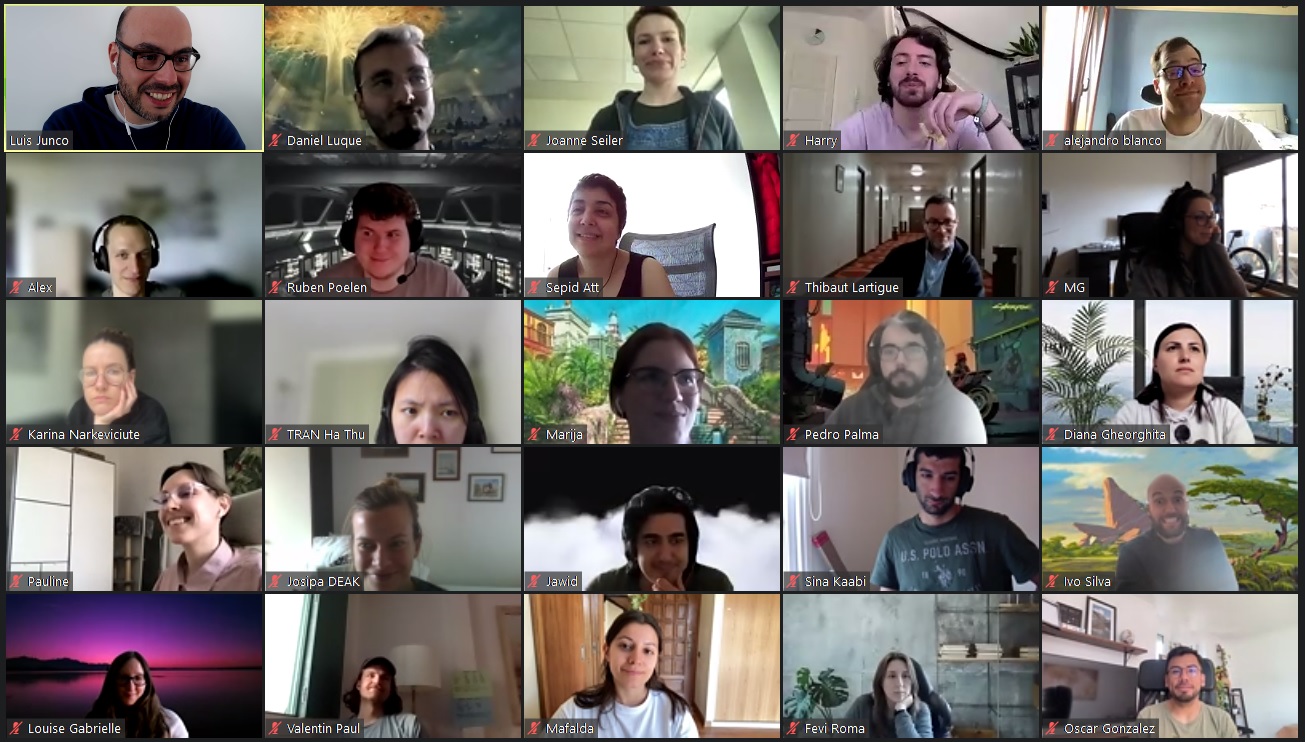 Luis Junco
Daniel Luque
Joanne Seiler
Harry
alejandro blanco
Alex
Ruben Poelen
Sepid Att
Thibaut Lartigue
MG
Karina Narkeviciute
TRAN Ha Thu
Marija
Pedro Palma
Diana Gheorghita
Pauline
Josipa DEAK
Jawid
U.S. POLO ASSN
Sina Kaabi
Ivo Silva
Louise Gabrielle
Valentin Paul
Mafalda
Fevi Roma
Oscar Gonzalez